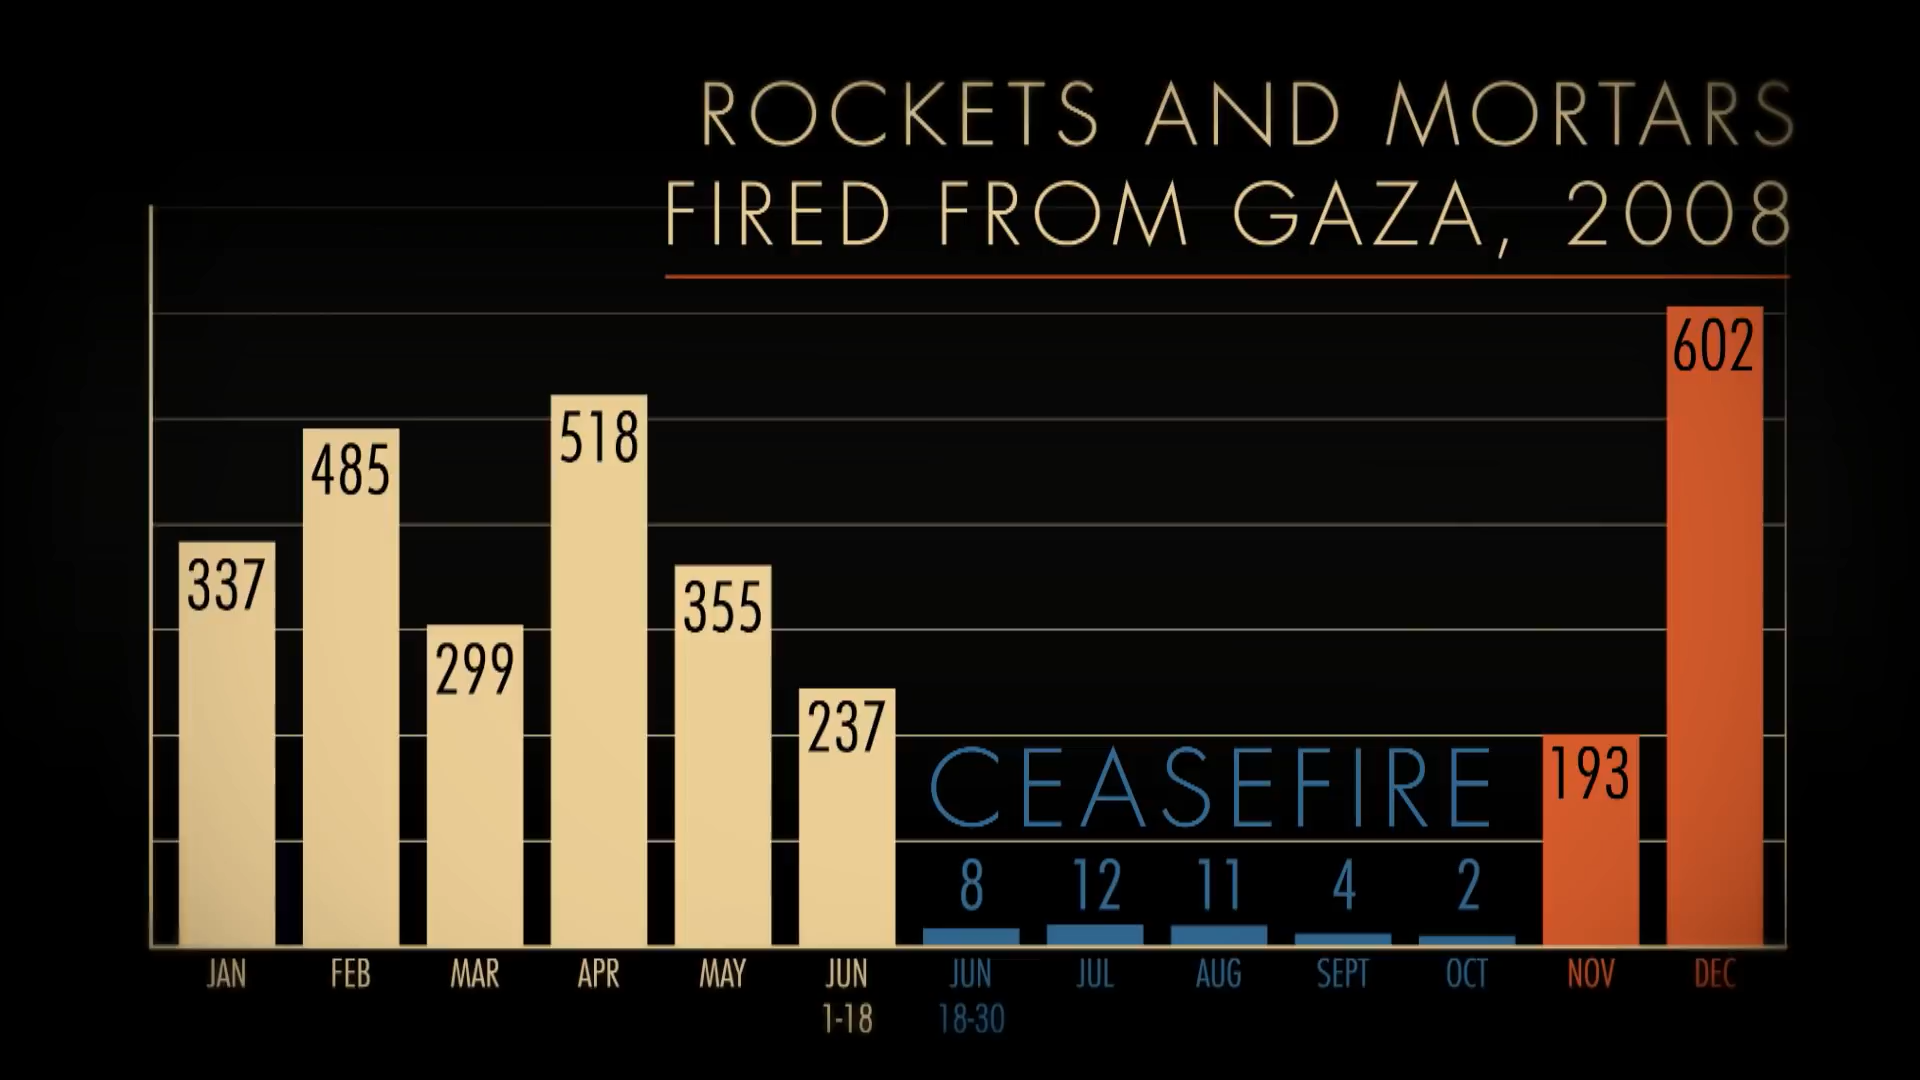 ROCKETS AND MORTARS
FIRED FROM GAZA, 2008
602
518
485
337
355
299
237
CEASEFIRE
193
8 12 11 4 2
JAN FEB MAR APR MAY JUN JUN JUL AUG SEPT OCT NOV DEC
1-18 18-30